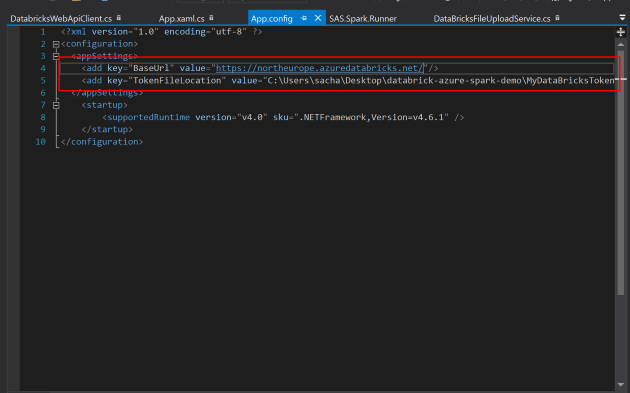 DatabricksWebApiClient.cs App.xaml.cs App.config SAS.Spark.Runner DataBricksFileUploadService.cs
1 <?xml version="1.0" encoding="utf-8" ?>
2 <configuration>
3 <appSettings>
4 <add key="BaseUrl" value="https://northeurope.azuredatabricks.net/"/>
5 <add key="TokenFileLocation" value="C:\Users\sacha\Desktop\databrick-azure-spark-demo\MyDataBricksToken
6 </appSettings>
7 <startup>
8 <supportedRuntime version="v4.0" sku=".NETFramework,Version=v4.6.1" />
9 </startup>
10 </configuration>